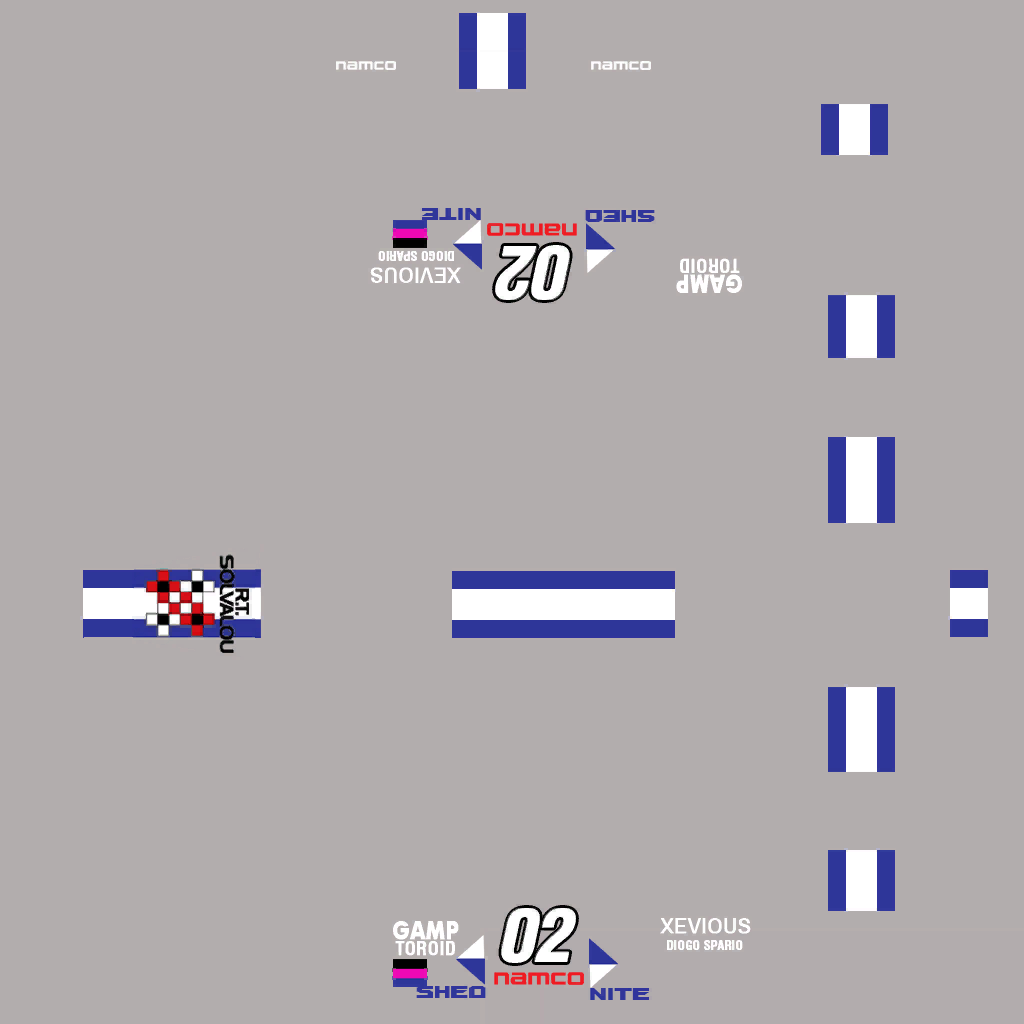 namco
namco
NITE
SHEO
namco
02
DIOGO SPARIO
XEVIOUS
TOROID
GAMP
R.T.
SOLVALOU
GAMP
TOROID
02
namco
SHEO
NITE
XEVIOUS
DIOGO SPARIO